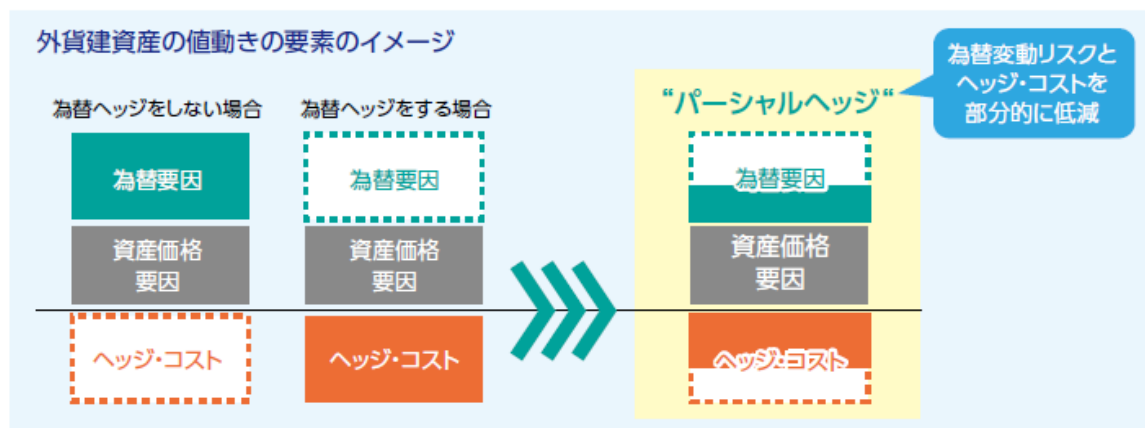 外貨建資産の値動きの要素のイメージ
為替変動リスクと
ヘッジ・コストを
部分的に低減
為替ヘッジをしない場合
為替要因
資産価格
要因
ヘッジ・コスト
為替ヘッジをする場合
為替要因
資産価格
要因
ヘッジ・コスト
“パーシャルヘッジ“
為替要因
資産価格
要因
ヘッジ・コスト